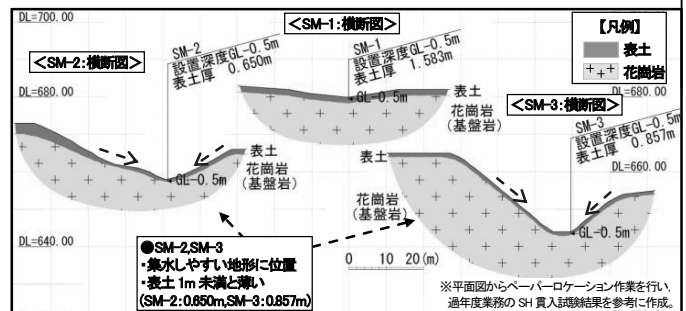 DL=700.00
<SM-1:横断図>
【凡例】
表土
花崗岩
SM-2
設置深度GL-0.5m
表土厚 0.650m
<SM-2:横断図>
SM-1
設置深度GL-0.5m
表土厚 1.583m
DL=680.00
表土
GL-0.5m
花崗岩
(基盤岩)
DL=680.00
<SM-3:横断図>
SM-3
設置深度GL-0.5m
表土厚 0.857m
表土
花崗岩
(基盤岩)
GL-0.5m
表土
花崗岩
(基盤岩)
DL=660.00
GL-0.5m
DL=640.00
●SM-2,SM-3
・集水しやすい地形に位置
・表土1m未満と薄い
(SM-2:0.650m,SM-3:0.857m)
0 10 20(m)
※平面図からペーパーロケーション作業を行い,
過年度業務のSH貫入試験結果を参考に作成。